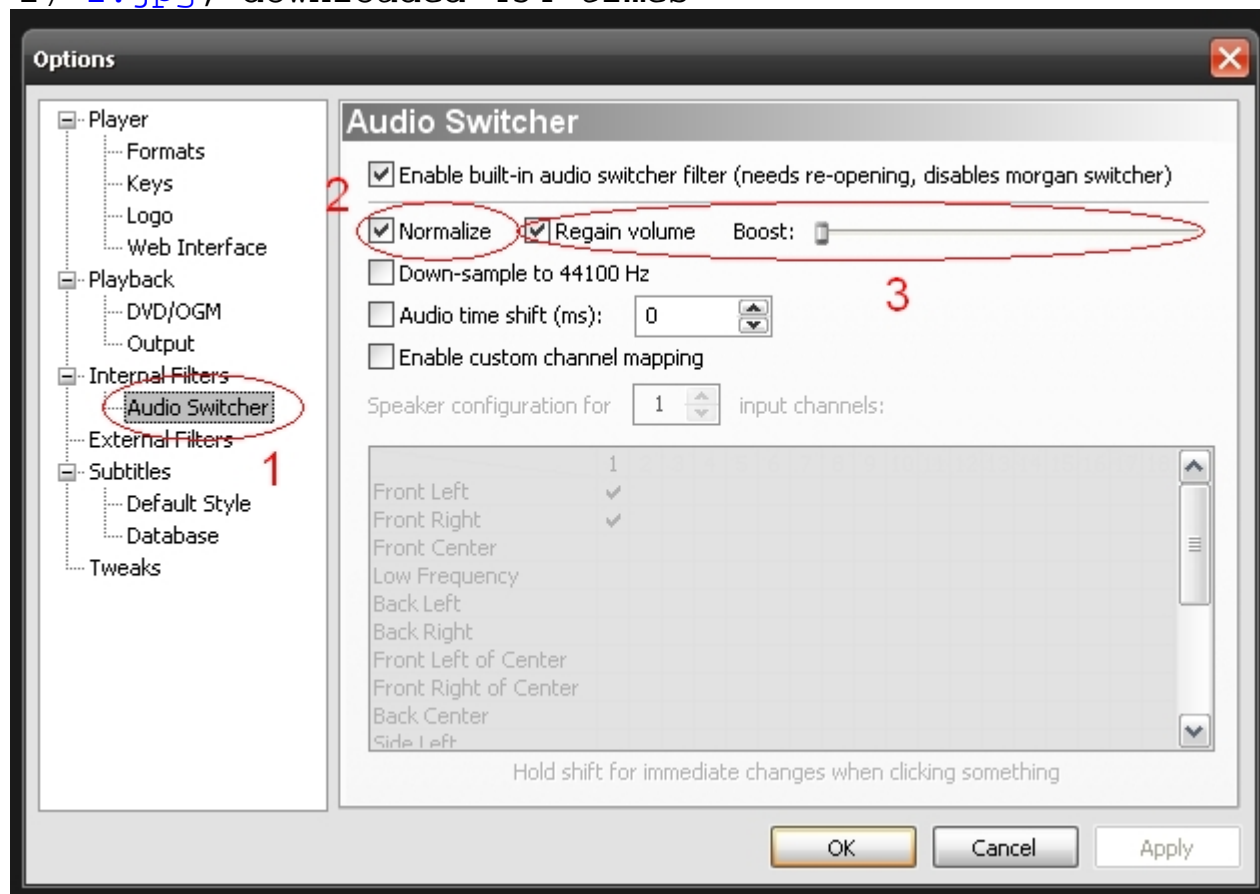 Options
Player
Formats
Keys
Logo
Web Interface
Playback
DVD/OGM
Output
Internal Filters
Audio Switcher
External Filters
Subtitles
Default Style
Database
Tweaks
1
Audio Switcher
Enable built-in audio switcher filter (needs re-opening, disables morgan switcher)
2
Normalize Regain volume Boost:
Down-sample to 44100 Hz
3
Audio time shift (ms): 0
Enable custom channel mapping
Speaker configuration for 1 input channels:
1
Front Left
Front Right
Front Center
Low Frequency
Back Left
Back Right
Front Left of Center
Front Right of Center
Back Center
Side Left
Hold shift for immediate changes when clicking something
OK Cancel Apply